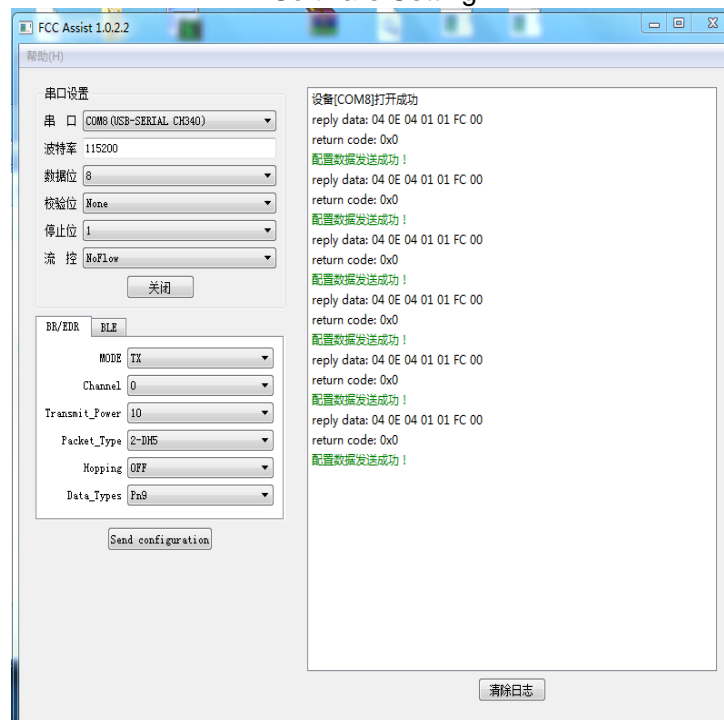 FCC Assist 1.0.2.2
帮助(H)
串口设置
串 口 COM8 (USB-SERIAL CH340)
波特率 115200
数据位 8
校验位 None
停止位 1
流 控 NoFlow
关闭
BR/EDR BLE
MODE TX
Channel 0
Transmit_Power 10
Packet_Type 2-DH5
Hopping OFF
Data_Types Pn9
Send configuration
设备[COM8]打开成功
reply data: 04 0E 04 01 01 FC 00
return code: 0x0
配置数据发送成功！
reply data: 04 0E 04 01 01 FC 00
return code: 0x0
配置数据发送成功！
reply data: 04 0E 04 01 01 FC 00
return code: 0x0
配置数据发送成功！
reply data: 04 0E 04 01 01 FC 00
return code: 0x0
配置数据发送成功！
reply data: 04 0E 04 01 01 FC 00
return code: 0x0
配置数据发送成功！
reply data: 04 0E 04 01 01 FC 00
return code: 0x0
配置数据发送成功！
清除日志